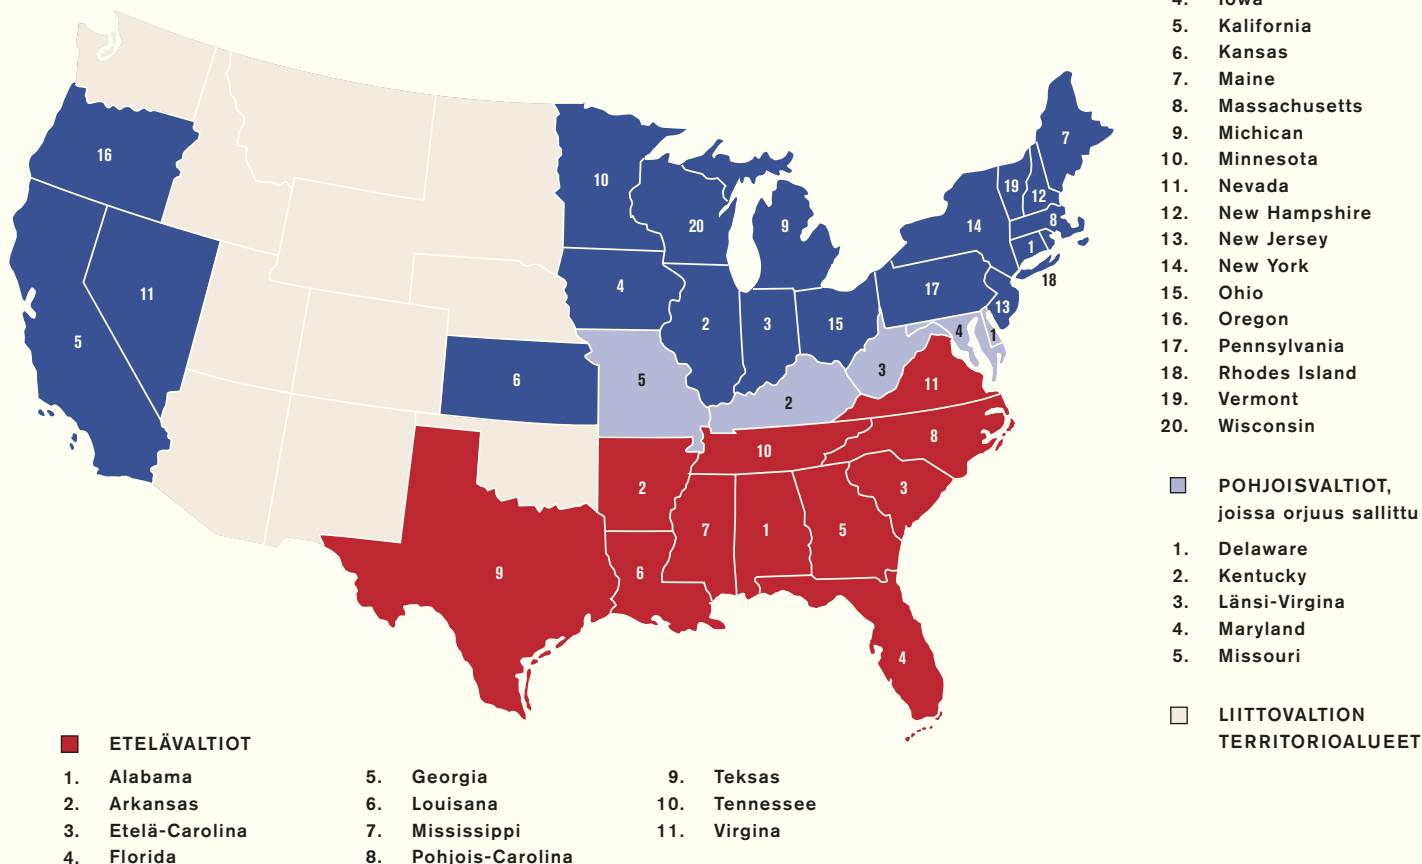 4. Iowa
5. Kalifornia
6. Kansas
7. Maine
8. Massachusetts
9. Michican
10. Minnesota
11. Nevada
12. New Hampshire
13. New Jersey
14. New York
15. Ohio
16. Oregon
17. Pennsylvania
18. Rhodes Island
19. Vermont
20. Wisconsin
POHJOISVALTIOT,
joissa orjuus sallittu
1. Delaware
2. Kentucky
3. Länsi-Virgina
4. Maryland
5. Missouri
LIITTOVALTION
TERRITORIOALUEET
16
10
20
9
7
19
12
8
14
1
18
11
4
17
13
5
2
3
15
4
1
6
5
3
2
11
8
10
2
3
7
1
5
9
6
4
ETELÄVALTIOT
1. Alabama
2. Arkansas
3. Etelä-Carolina
4. Florida
5. Georgia
6. Louisana
7. Mississippi
8. Pohjois-Carolina
9. Teksas
10. Tennessee
11. Virgina